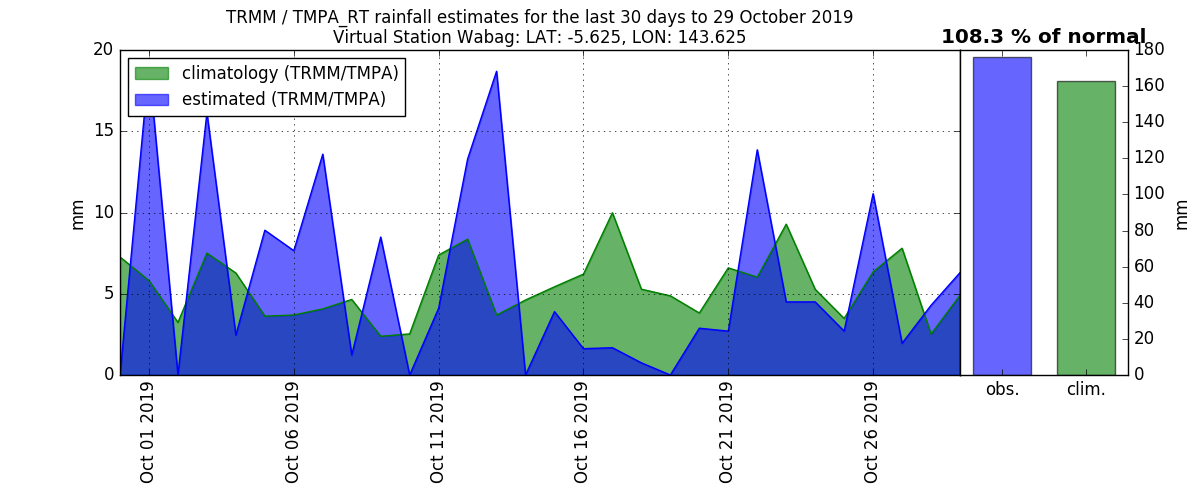 TRMM / TMPA_RT rainfall estimates for the last 30 days to 29 October 2019
Virtual Station Wabag: LAT: -5.625, LON: 143.625
108.3 % of normal
climatology (TRMM/TMPA)
estimated (TRMM/TMPA)
20
15
10
5
0
mm
180
160
140
120
100
80
60
40
20
0
mm
Oct 01 2019
Oct 06 2019
Oct 11 2019
Oct 16 2019
Oct 21 2019
Oct 26 2019
obs.
clim.